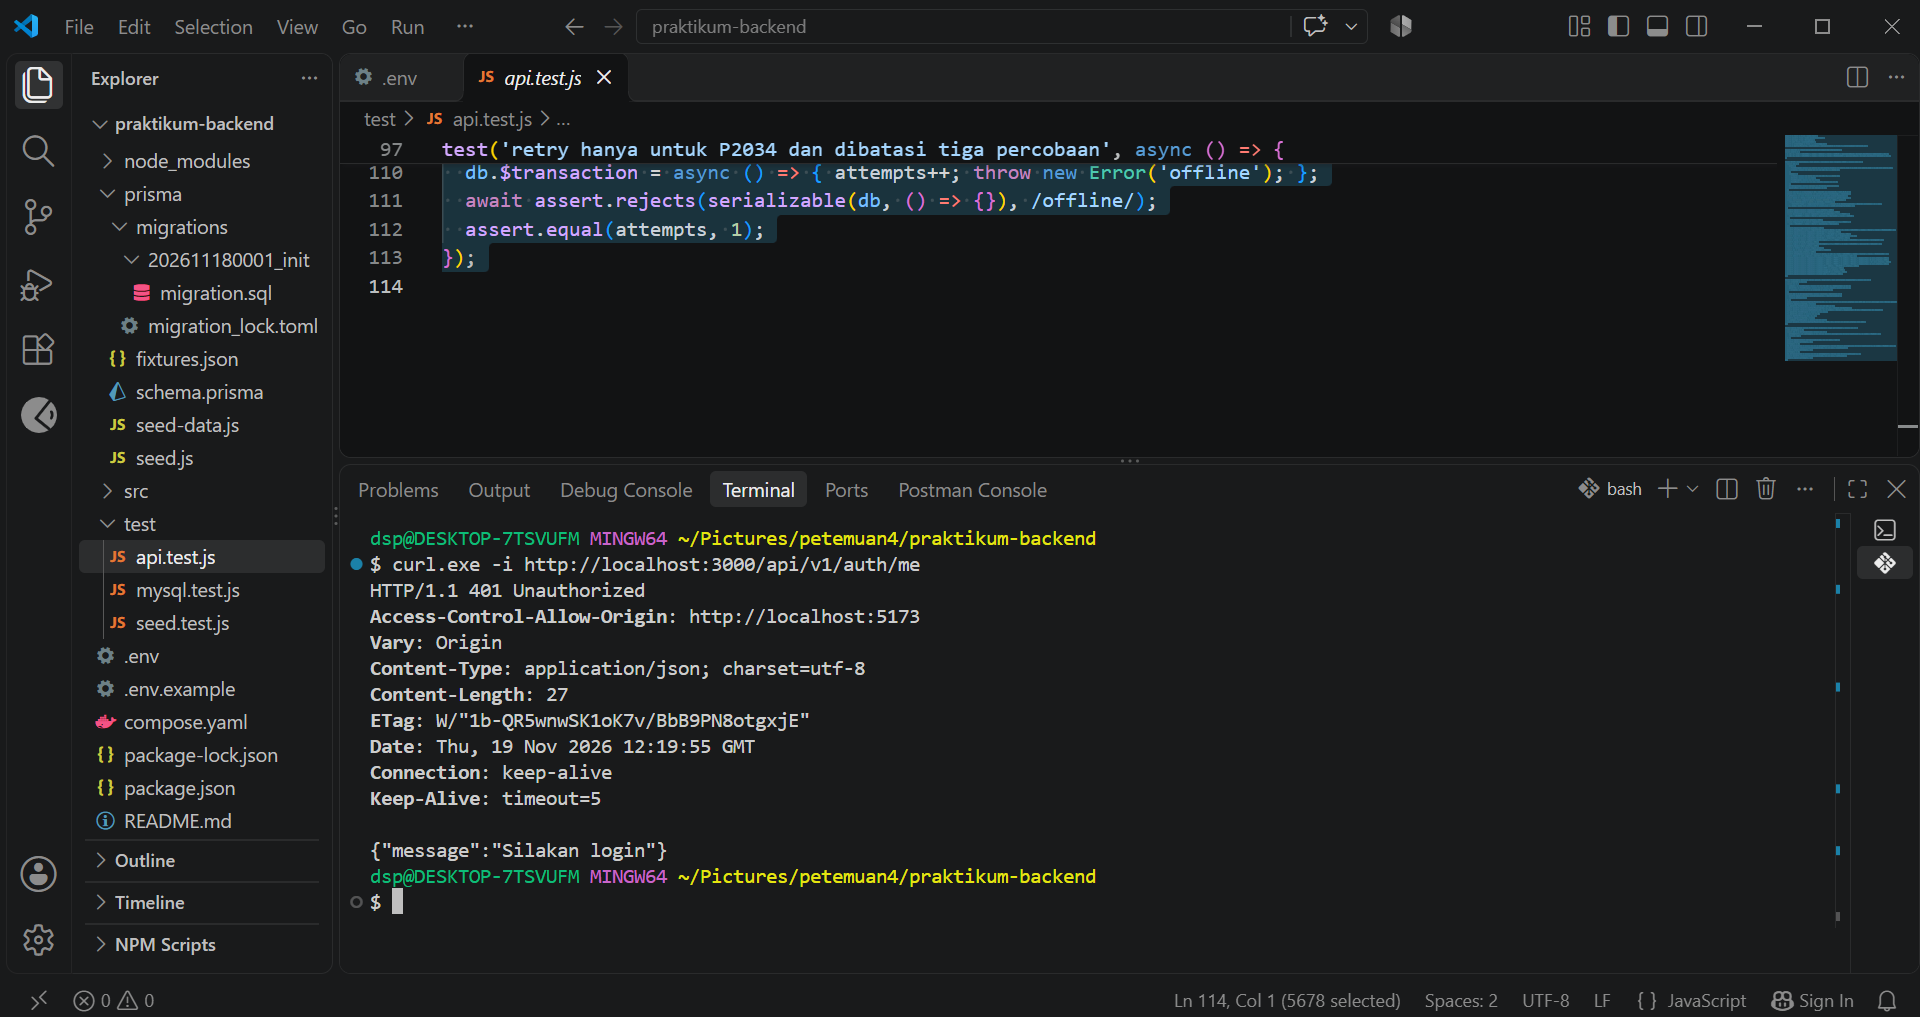 File Edit Selection View Go Run ··· praktikum-backend
Explorer ···
praktikum-backend
node_modules
prisma
migrations
202611180001_init
migration.sql
migration_lock.toml
{} fixtures.json
schema.prisma
JS seed-data.js
JS seed.js
src
test
JS api.test.js
JS mysql.test.js
JS seed.test.js
.env
.env.example
compose.yaml
{} package-lock.json
{} package.json
README.md
Outline
Timeline
NPM Scripts
.env JS api.test.js
test > JS api.test.js > ...
97 test('retry hanya untuk P2034 dan dibatasi tiga percobaan', async () => {
110 db.$transaction = async () => { attempts++; throw new Error('offline'); };
111 await assert.rejects(serializable(db, () => {}), /offline/);
112 assert.equal(attempts, 1);
113 });
114
Problems Output Debug Console Terminal Ports Postman Console bash
dsp@DESKTOP-7TSVUFM MINGW64 ~/Pictures/petemuan4/praktikum-backend
$ curl.exe -i http://localhost:3000/api/v1/auth/me
HTTP/1.1 401 Unauthorized
Access-Control-Allow-Origin: http://localhost:5173
Vary: Origin
Content-Type: application/json; charset=utf-8
Content-Length: 27
ETag: W/"1b-QR5wnwSK1oK7v/BbB9PN8otgxjE"
Date: Thu, 19 Nov 2026 12:19:55 GMT
Connection: keep-alive
Keep-Alive: timeout=5
{"message":"Silakan login"}
dsp@DESKTOP-7TSVUFM MINGW64 ~/Pictures/petemuan4/praktikum-backend
$
0 0 Ln 114, Col 1 (5678 selected) Spaces: 2 UTF-8 LF {} JavaScript Sign In